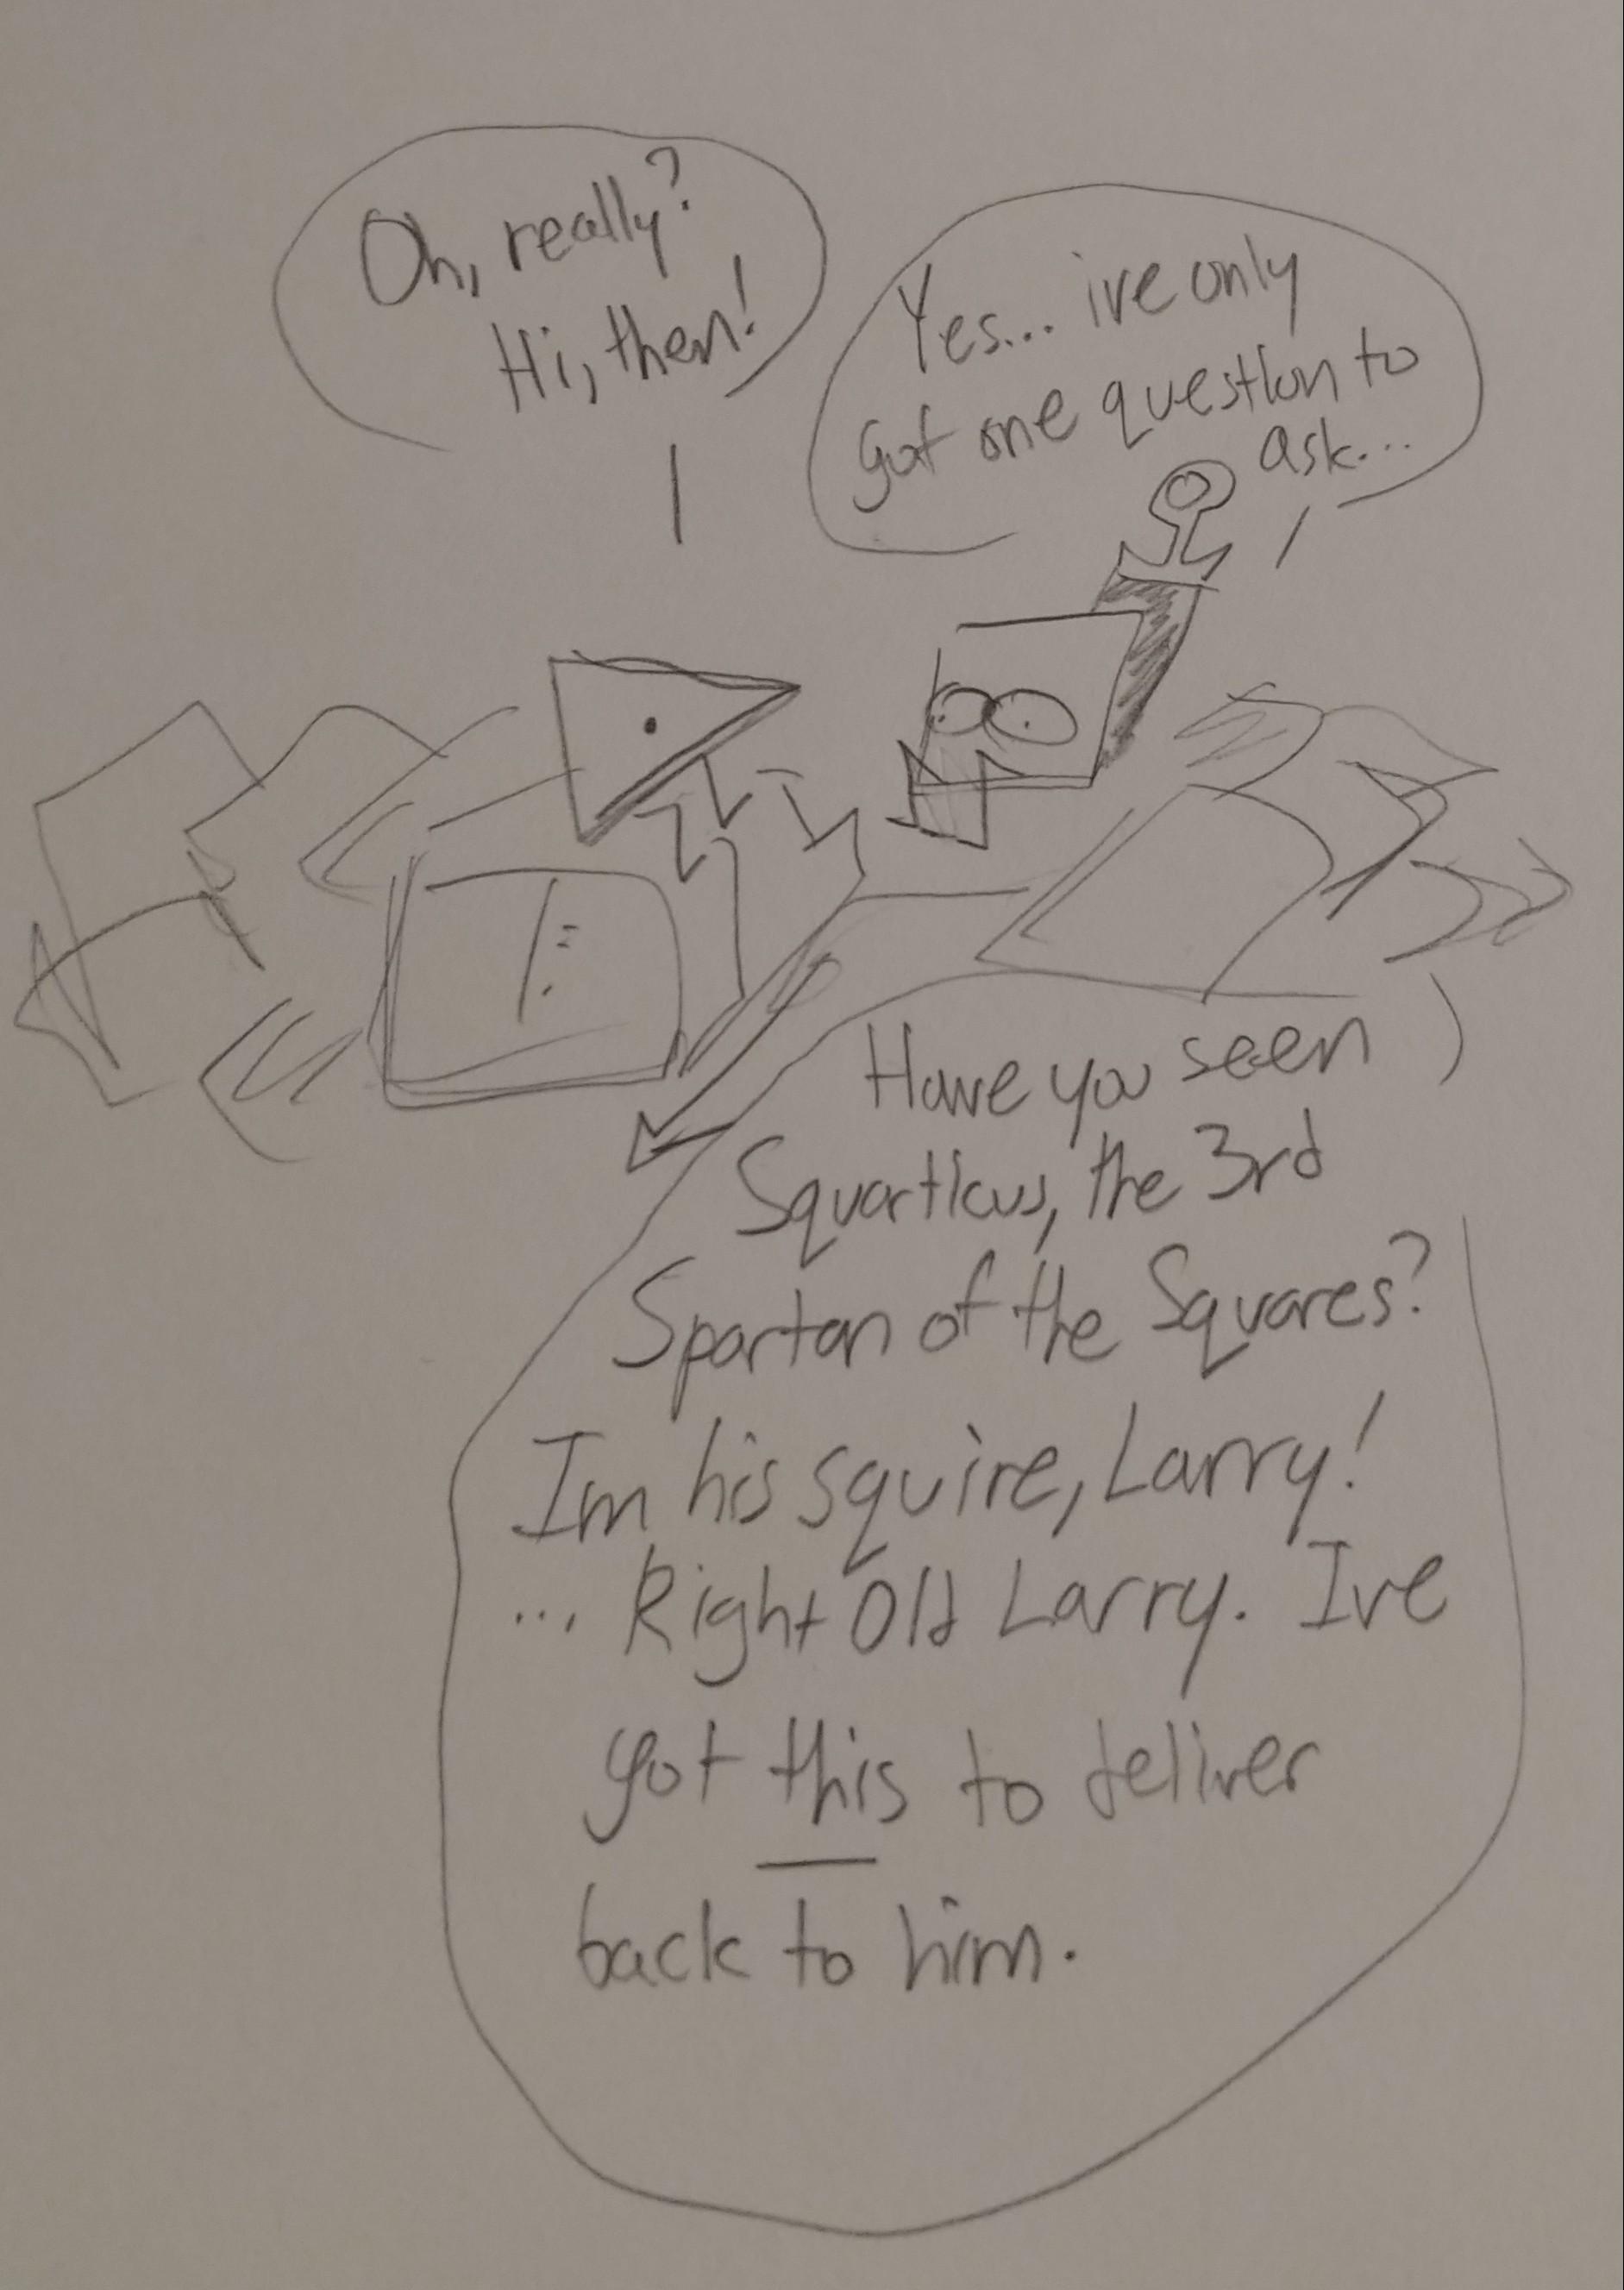 Oh, really?
Hi, then!
Yes... ive only
got one question to
ask...
Have you seen
Squarticus, the 3rd
Spartan of the Squares?
Im his squire, Larry!
... Right Old Larry. Ive
got this to deliver
back to him.